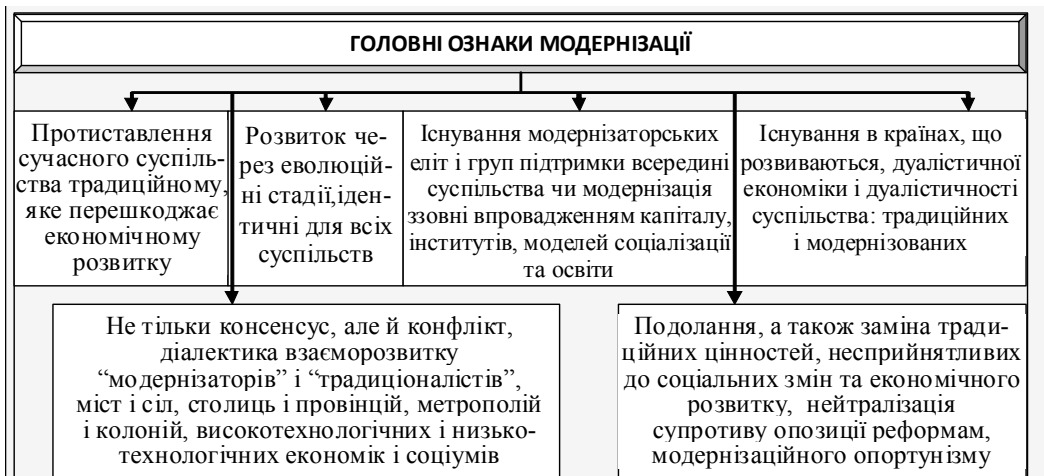 ГОЛОВНІ ОЗНАКИ МОДЕРНІЗАЦІЇ
Протиставлення
сучасного суспіль-
ства традиційному,
яке перешкоджає
економічному
розвитку
Розвиток че-
рез еволюцій-
ні стадії,іден-
тичні для всіх
суспільств
Існування модернізаторських
еліт і груп підтримки всередині
суспільства чи модернізація
ззовні впровадженням капіталу,
інститутів, моделей соціалізації
та освіти
Існування в країнах, що
розвиваються, дуалістичної
економіки і дуалістичності
суспільства: традиційних
і модернізованих
Не тільки консенсус, але й конфлікт,
діалектика взаєморозвитку
“модернізаторів” і “традиціоналістів”,
міст і сіл, столиць і провінцій, метрополій
і колоній, високотехнологічних і низько-
технологічних економік і соціумів
Подолання, а також заміна тради-
ційних цінностей, несприйнятливих
до соціальних змін та економічного
розвитку, нейтралізація
супротиву опозиції реформам,
модернізаційного опортунізму